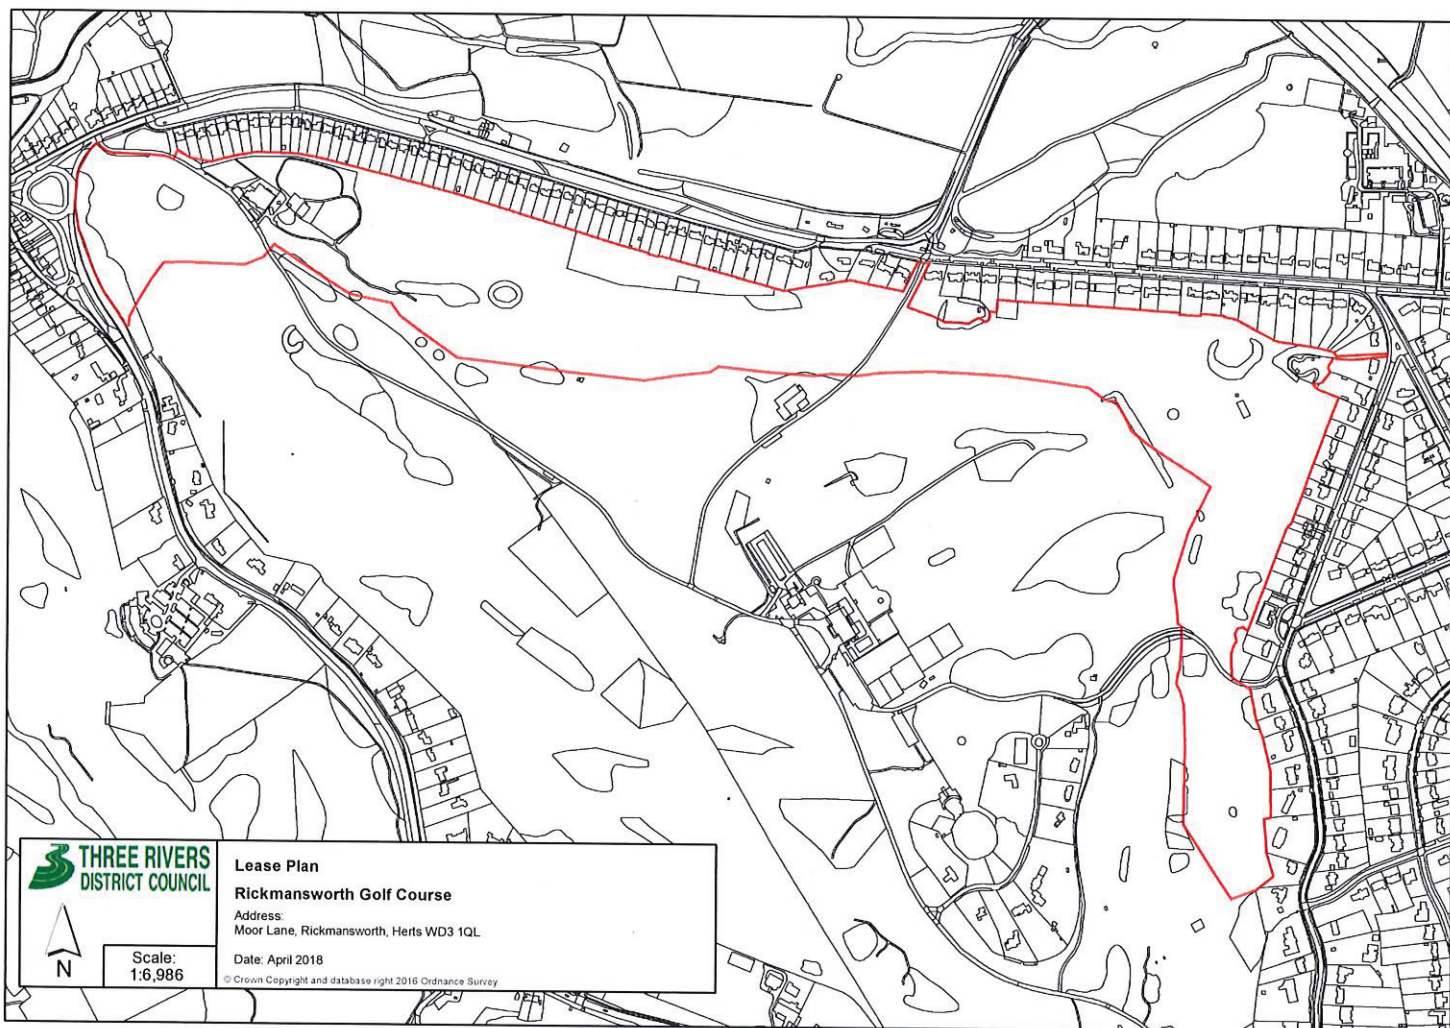 THREE RIVERS
DISTRICT COUNCIL
N
Scale:
1:6,986
Lease Plan
Rickmansworth Golf Course
Address:
Moor Lane, Rickmansworth, Herts WD3 1QL
Date: April 2018
© Crown Copyright and database right 2016 Ordnance Survey